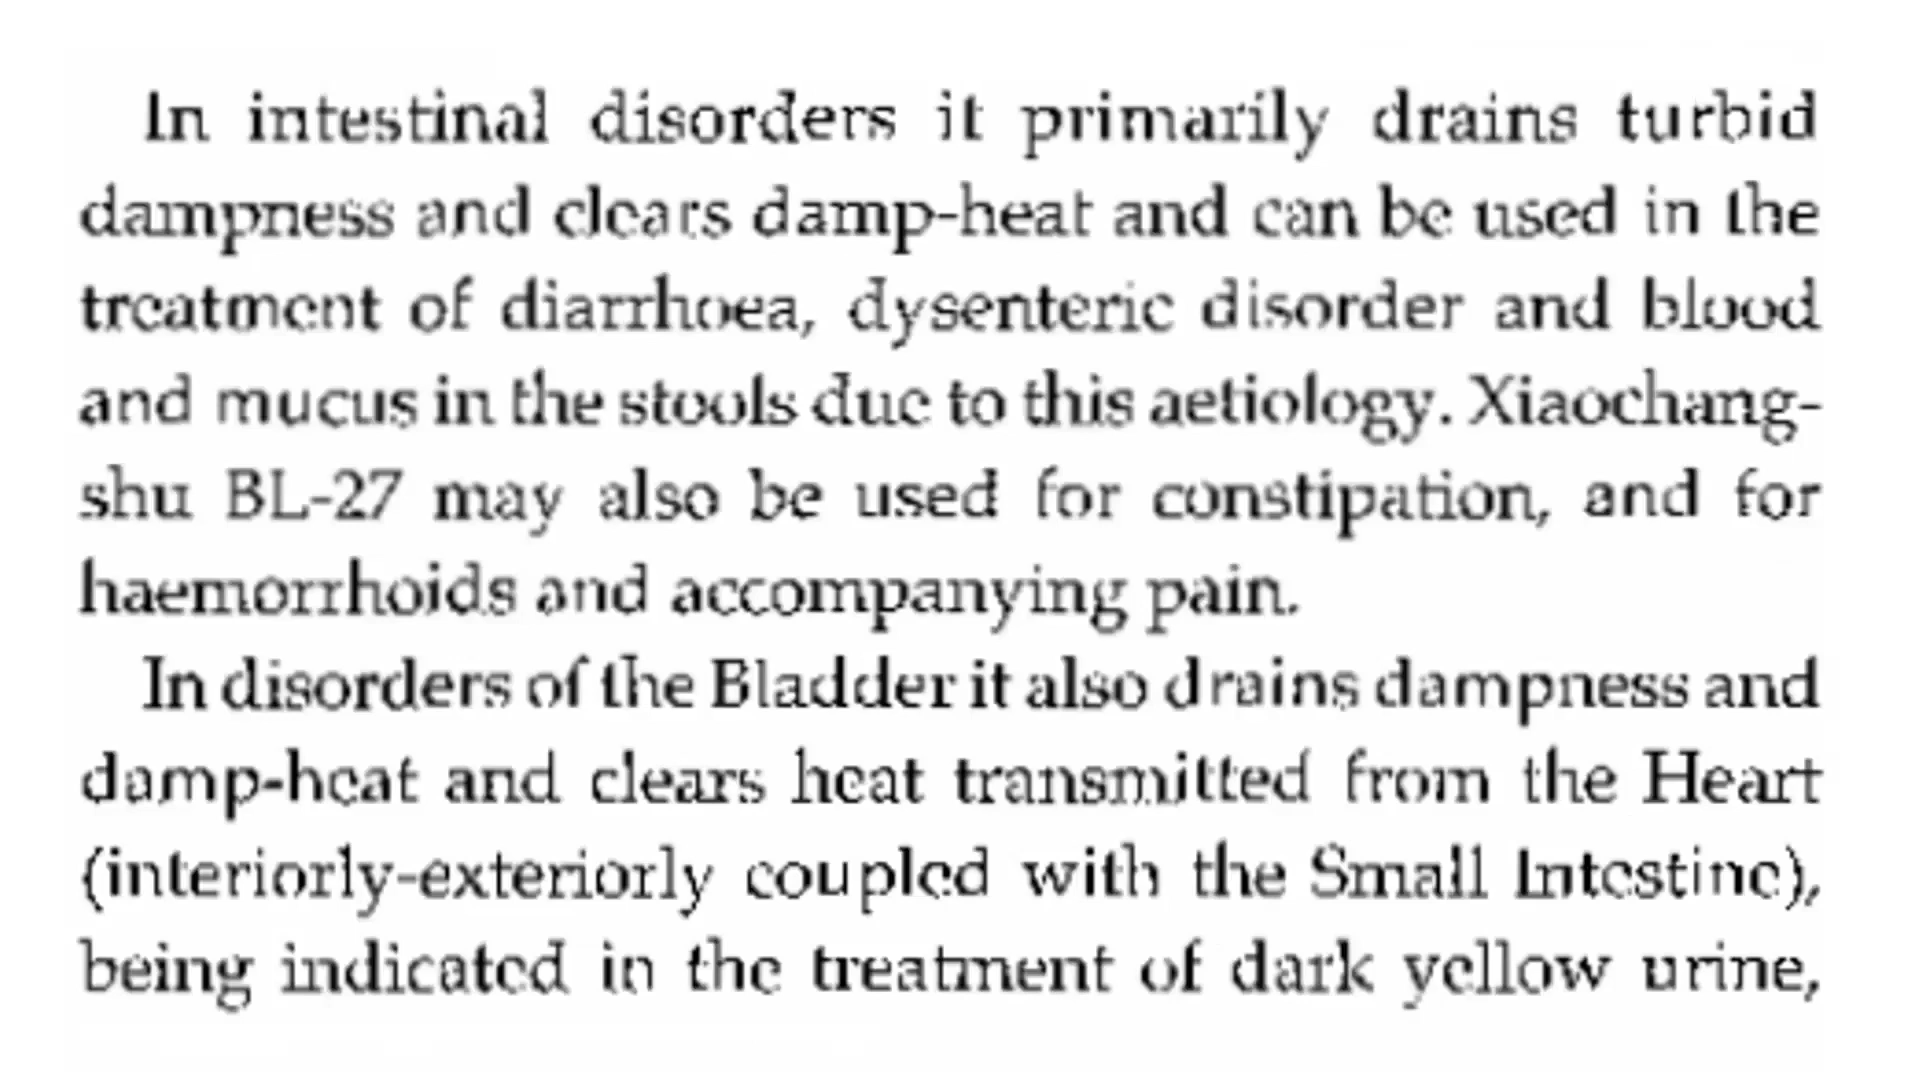 In intestinal disorders it primarily drains turbid
dampness and clears damp-heat and can be used in the
treatment of diarrhoea, dysenteric disorder and blood
and mucus in the stools due to this aetiology. Xiaochang-
shu BL-27 may also be used for constipation, and for
haemorrhoids and accompanying pain.
In disorders of the Bladder it also drains dampness and
damp-heat and clears heat transmitted from the Heart
(interiorly-exteriorly coupled with the Small Intestine),
being indicated in the treatment of dark yellow urine,